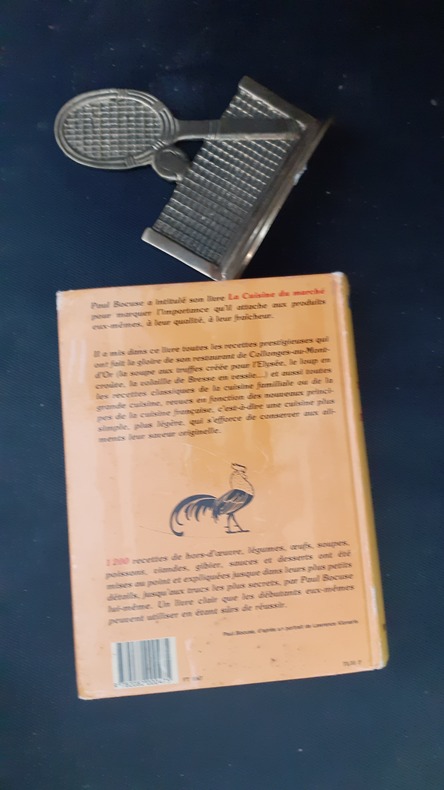 Paul Bocuse a intitulé son livre La Cuisine du marché
pour marquer l'importance qu'il attache aux produits
eux-mêmes, à leur qualité, à leur fraîcheur.
Il a mis dans ce livre toutes les recettes prestigieuses qui
ont fait la gloire de son restaurant de Collonges-au-Mont-
d'Or (la soupe aux truffes créée pour l'Elysée, le loup en
croûte, la volaille de Bresse en vessie...) et aussi toutes
les recettes classiques de la cuisine familiale ou de la
grande cuisine, revues en fonction des nouveaux princi-
pes de la cuisine française, c'est-à-dire une cuisine plus
simple, plus légère, qui s'efforce de conserver aux ali-
ments leur saveur originelle.
1 200 recettes de hors-d'œuvre, légumes, œufs, soupes,
poissons, viandes, gibier, sauces et desserts ont été
mises au point et expliquées jusque dans leurs plus petits
détails, jusqu'aux trucs les plus secrets, par Paul Bocuse
lui-même. Un livre clair que les débutants eux-mêmes
peuvent utiliser en étant sûrs de réussir.
Paul Bocuse, d'après un portrait de